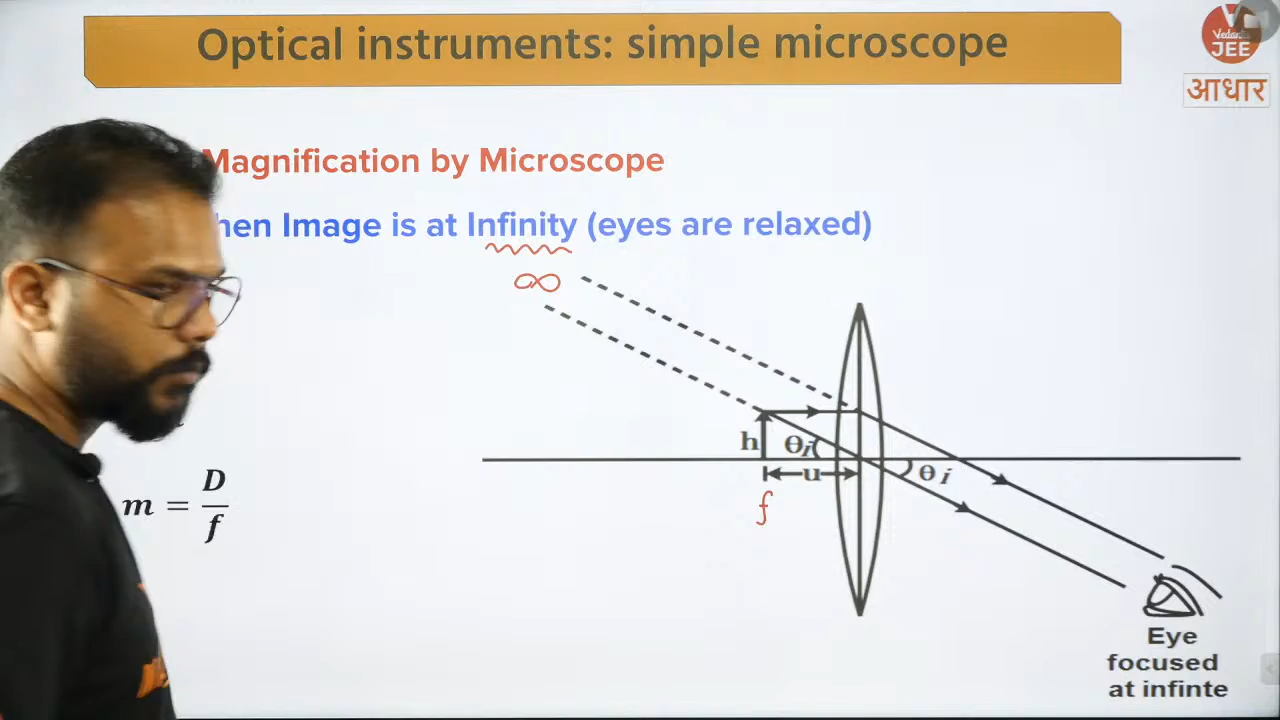 Optical instruments: simple microscope
JEE
आधार
Magnification by Microscope
hen Image is at Infinity (eyes are relaxed)
∞
h
θi
u
θi
f
m = D/f
Eye
focused
at infinte